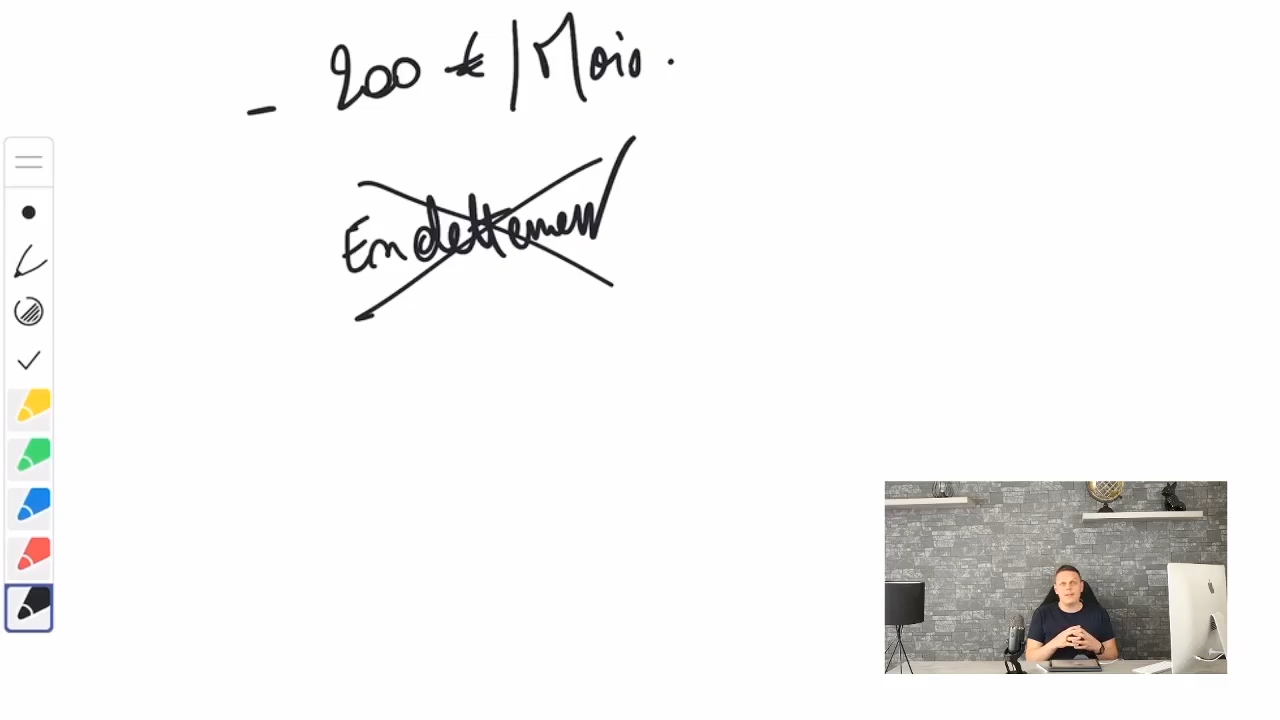 - 200 € / Mois.
Endettement